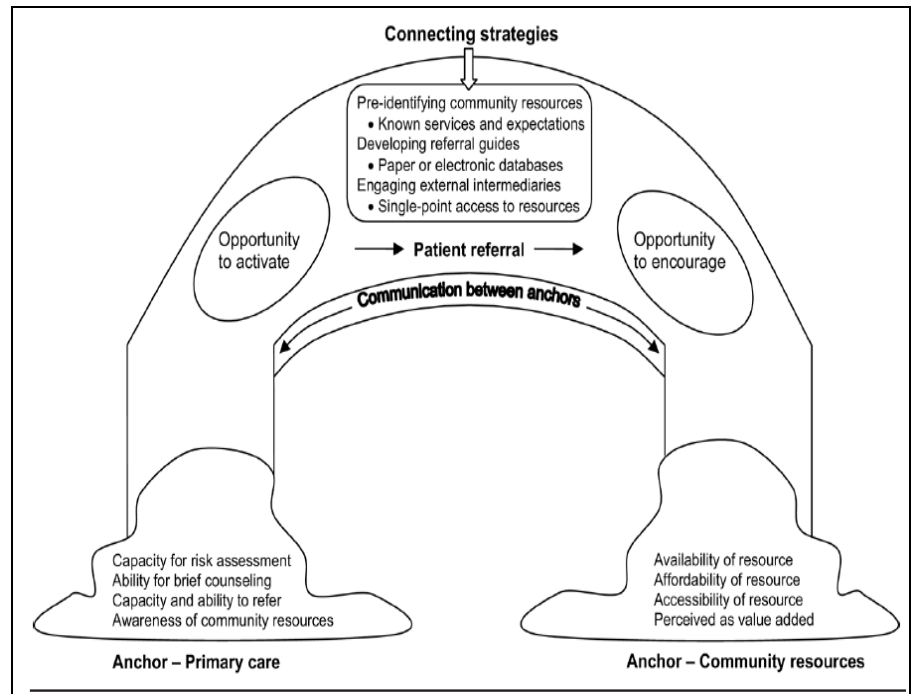 Connecting strategies
Pre-identifying community resources
• Known services and expectations
Developing referral guides
• Paper or electronic databases
Engaging external intermediaries
• Single-point access to resources
Opportunity
to activate
Patient referral
Opportunity
to encourage
Communication between anchors
Capacity for risk assessment
Ability for brief counseling
Capacity and ability to refer
Awareness of community resources
Anchor – Primary care
Availability of resource
Affordability of resource
Accessibility of resource
Perceived as value added
Anchor – Community resources